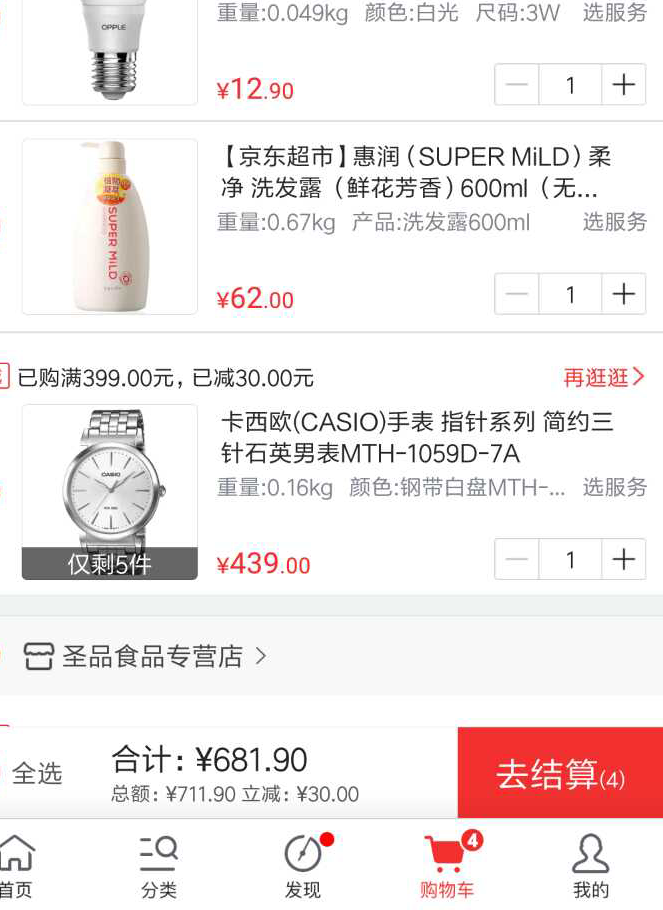 重量:0.049kg 颜色:白光 尺码:3W 选服务
OPPLE
¥12.90
1
【京东超市】惠润（SUPER MiLD）柔
净 洗发露（鲜花芳香）600ml（无...
重量:0.67kg 产品:洗发露600ml 选服务
SUPER MiLD
¥62.00
1
已购满399.00元，已减30.00元
再逛逛
卡西欧(CASIO)手表 指针系列 简约三
针石英男表MTH-1059D-7A
重量:0.16kg 颜色:钢带白盘MTH-... 选服务
CASIO
仅剩5件
¥439.00
1
圣品食品专营店
全选
合计：¥681.90
总额：¥711.90 立减：¥30.00
去结算(4)
4
首页
分类
发现
购物车
我的